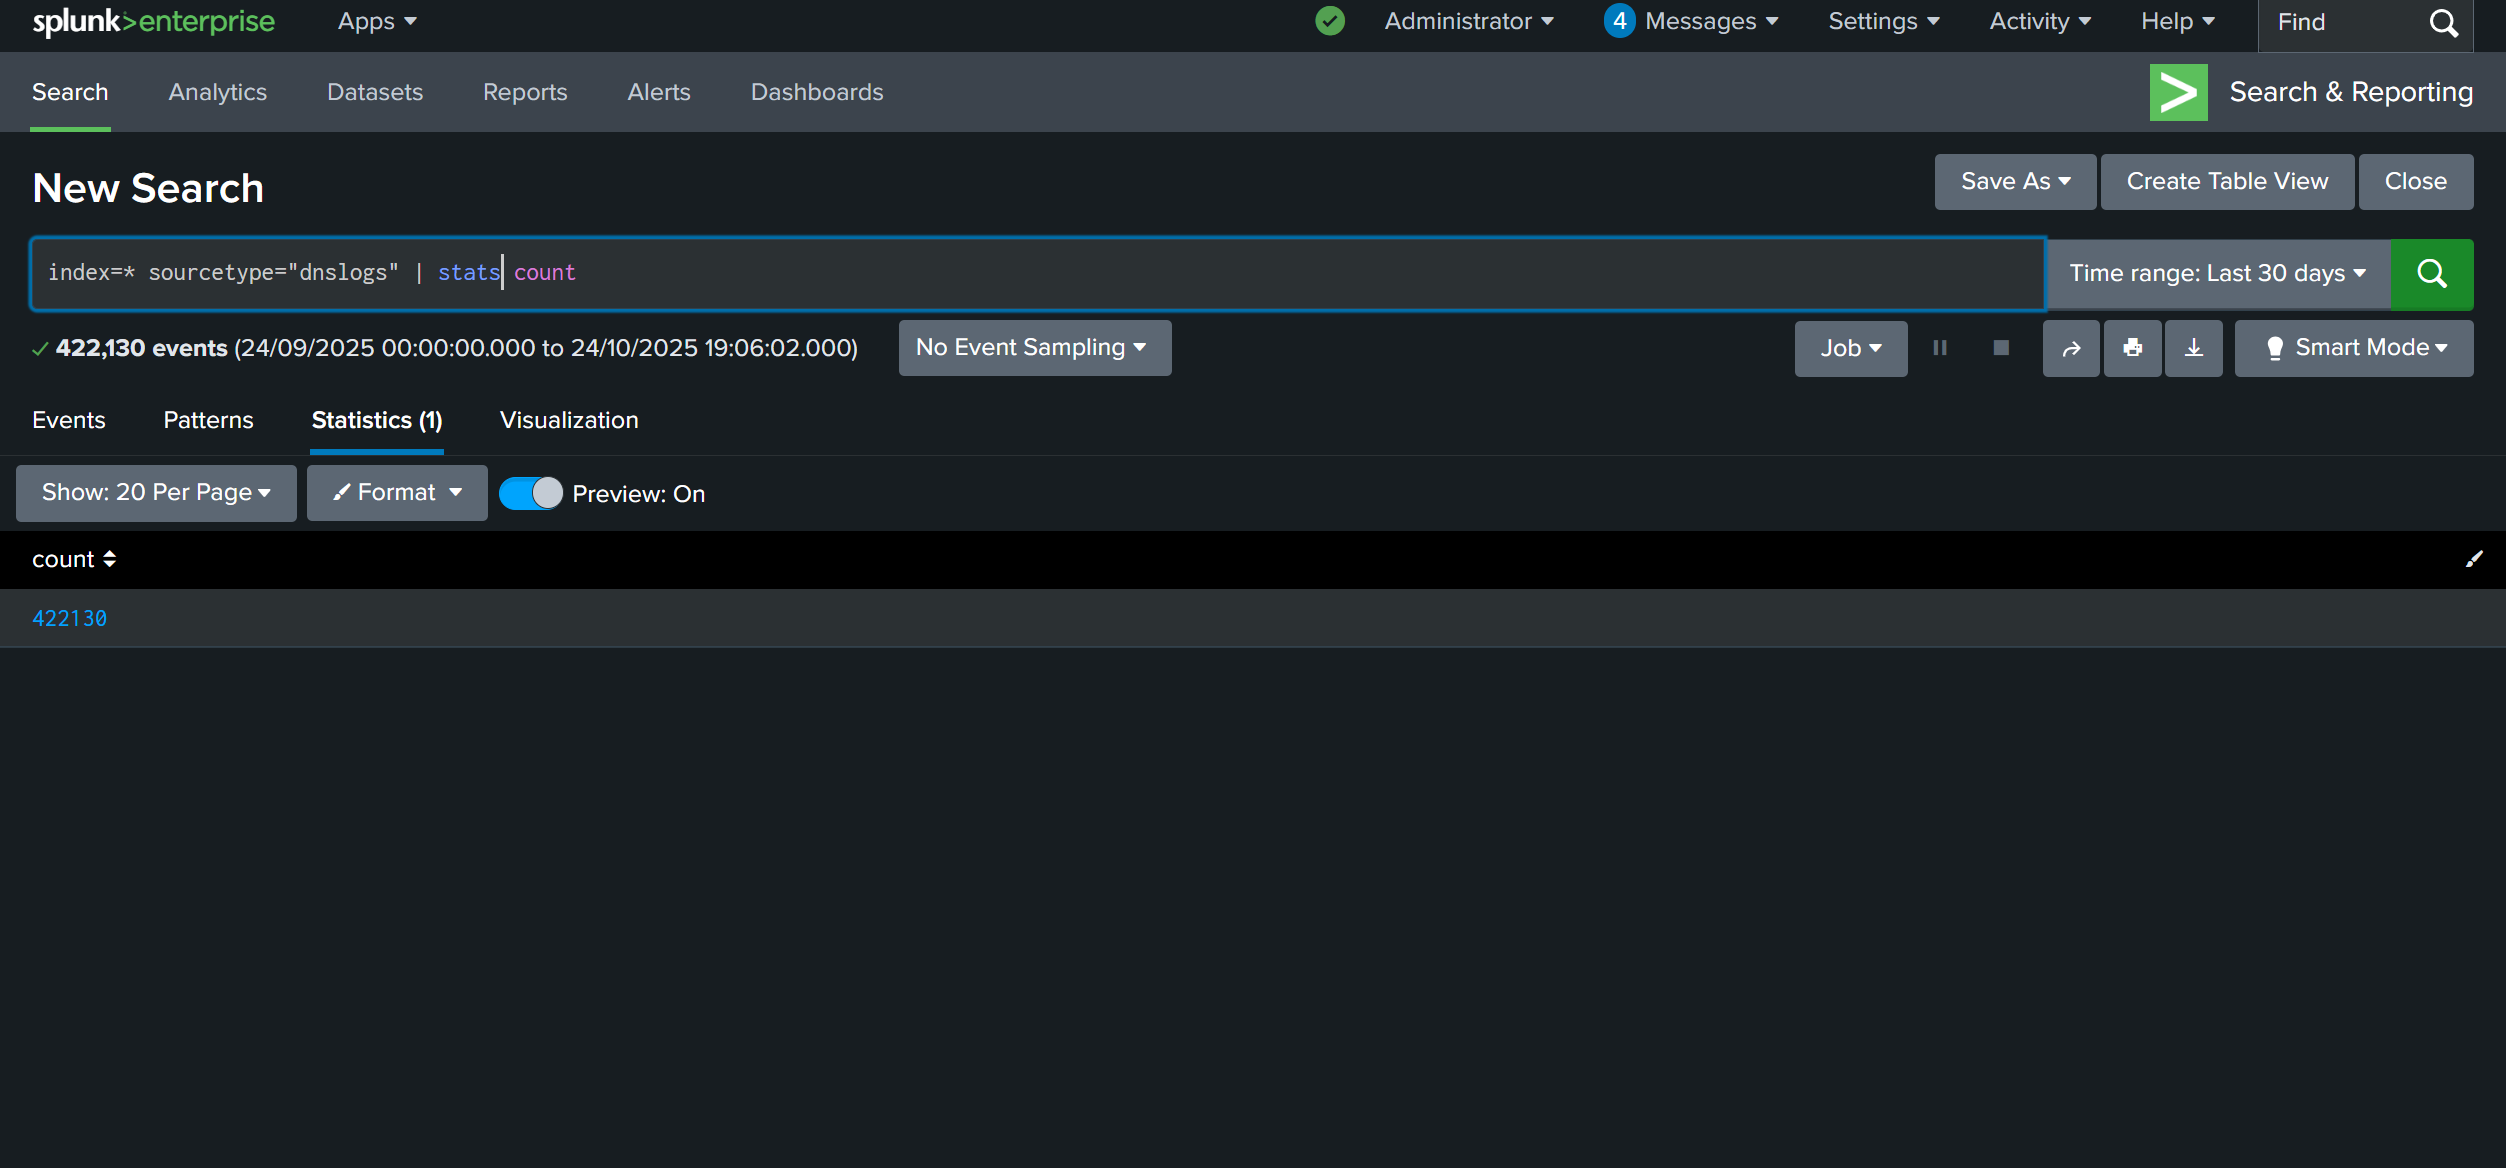 splunk>enterprise Apps Administrator 4 Messages Settings Activity Help Find
Search Analytics Datasets Reports Alerts Dashboards Search & Reporting
New Search Save As Create Table View Close
index=* sourcetype="dnslogs" | stats count Time range: Last 30 days
422,130 events (24/09/2025 00:00:00.000 to 24/10/2025 19:06:02.000) No Event Sampling Job Smart Mode
Events Patterns Statistics (1) Visualization
Show: 20 Per Page Format Preview: On
count
422130